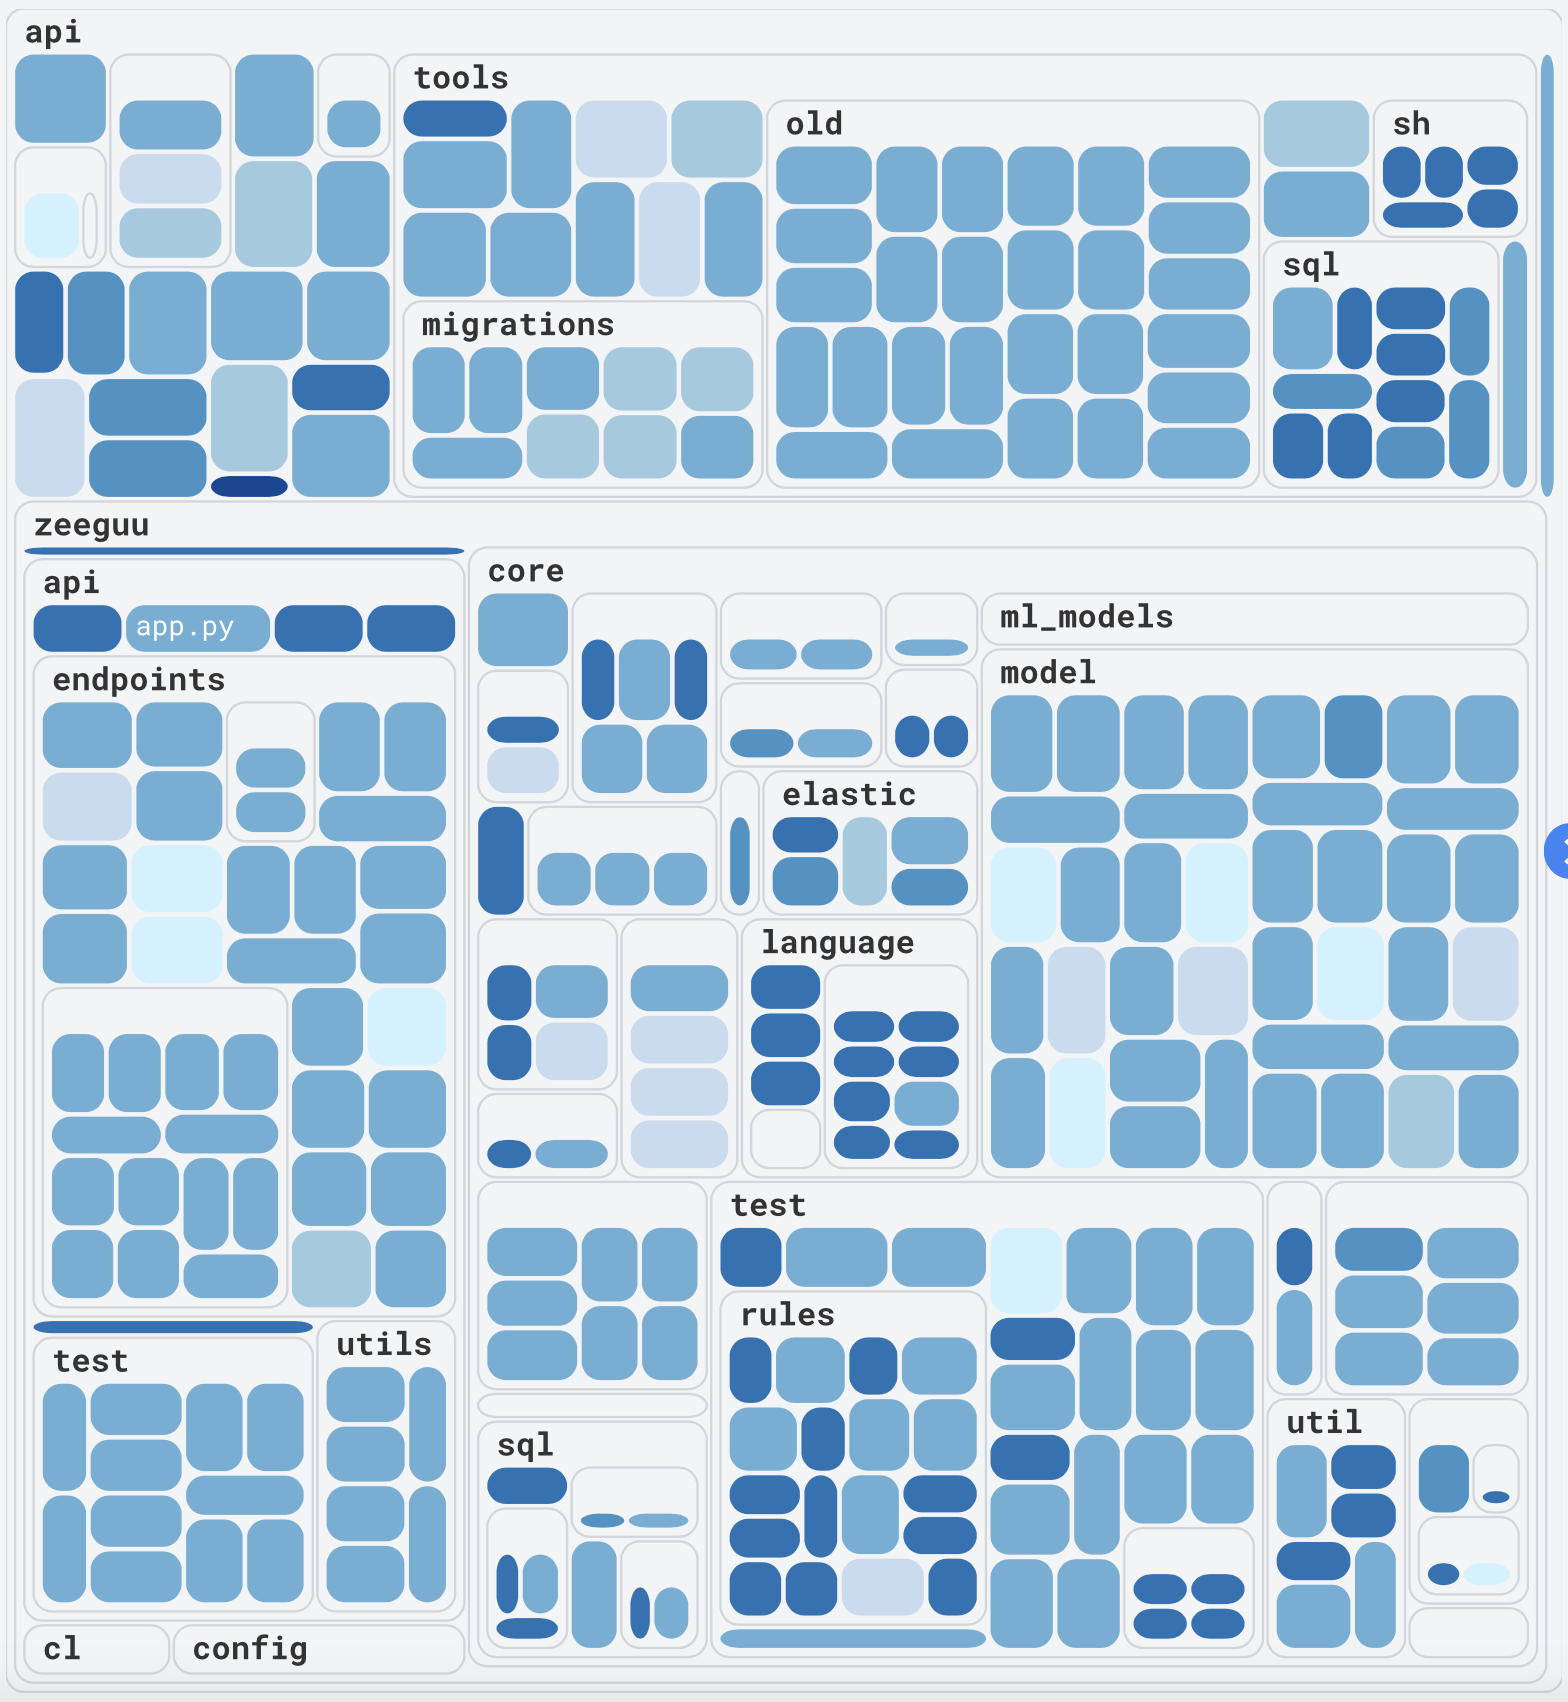 api
tools
old
sh
sql
migrations
zeeguu
api
core
app.py
ml_models
endpoints
model
elastic
language
test
rules
utils
test
util
sql
cl
config